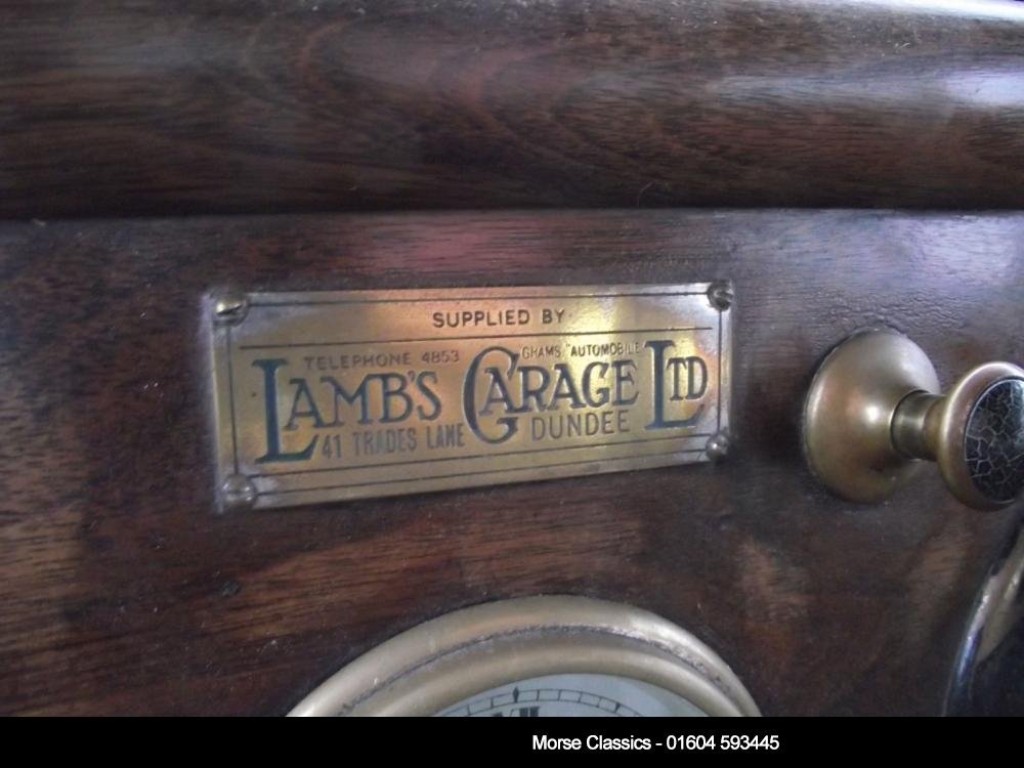 SUPPLIED BY
TELEPHONE 4853 GRAMS "AUTOMOBILE"
LAMB'S GARAGE LTD
41 TRADES LANE DUNDEE
Morse Classics - 01604 593445